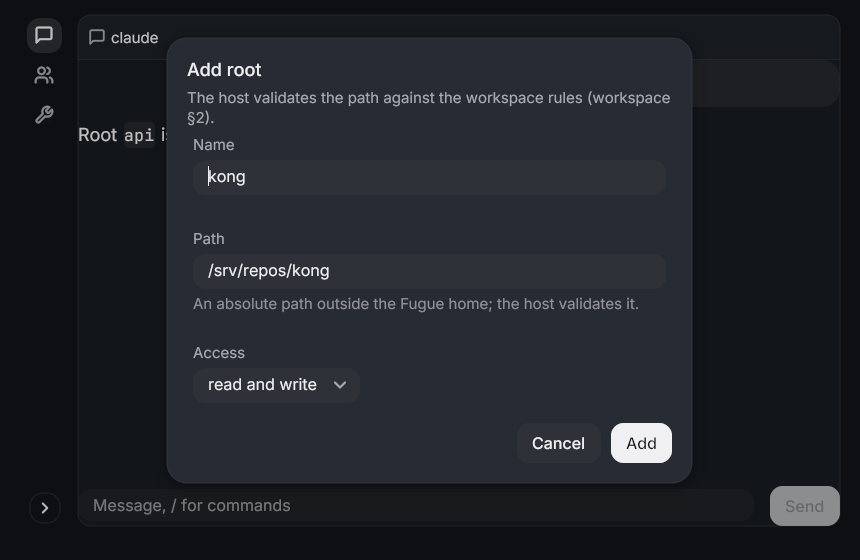 claude
Add root
The host validates the path against the workspace rules (workspace
§2).
Root api is
Name
kong
Path
/srv/repos/kong
An absolute path outside the Fugue home; the host validates it.
Access
read and write
Cancel
Add
Message, / for commands
Send